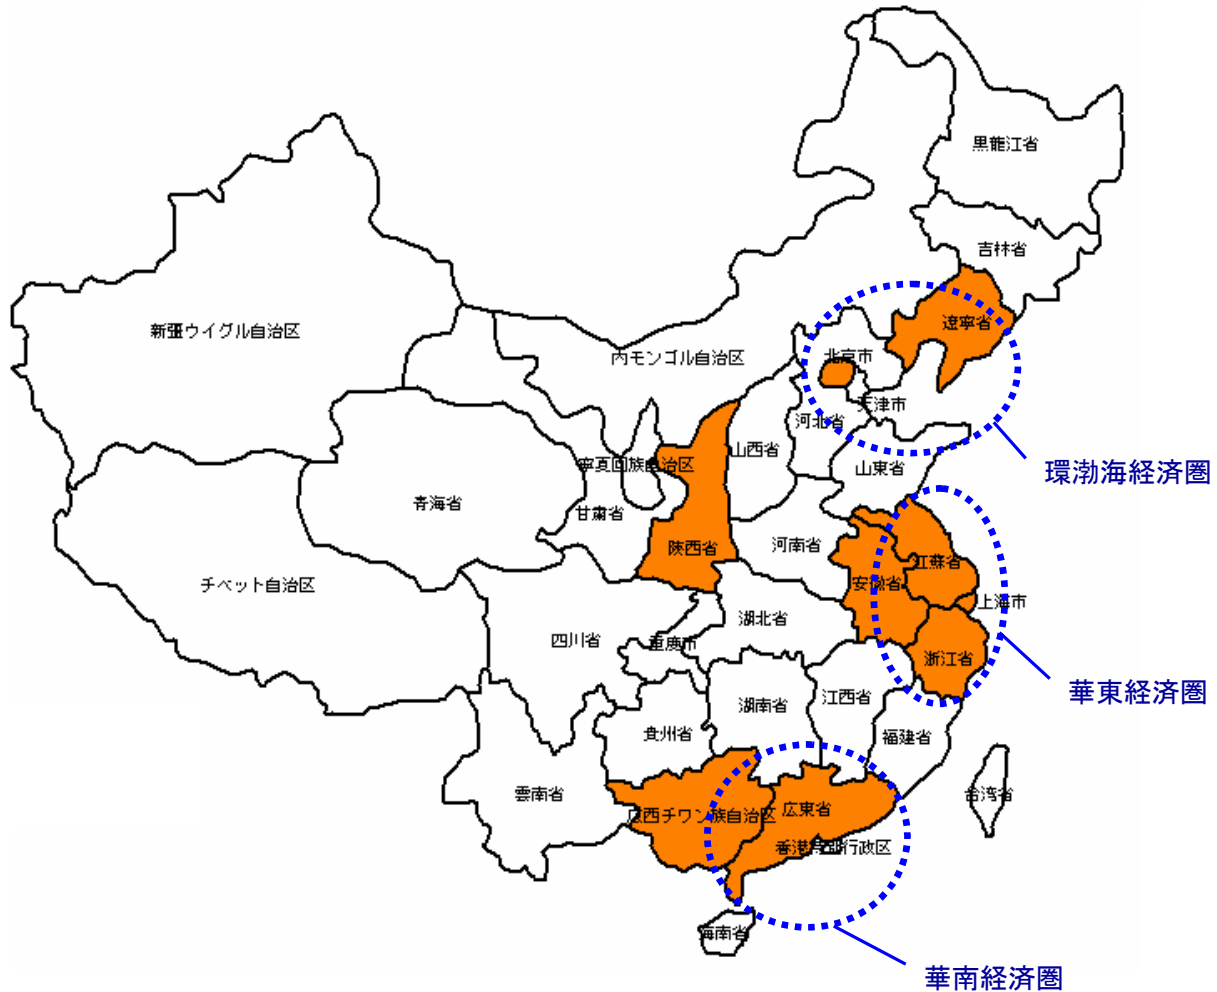 黒龍江省
吉林省
遼寧省
新疆ウイグル自治区
内モンゴル自治区
北京市
天津市
河北省
山西省
山東省
寧夏回族自治区
環渤海経済圏
青海省
甘粛省
陝西省
河南省
江蘇省
安徽省
チベット自治区
上海市
湖北省
四川省
重慶市
浙江省
華東経済圏
江西省
湖南省
貴州省
福建省
雲南省
台湾省
広西チワン族自治区
広東省
香港特別行政区
海南省
華南経済圏